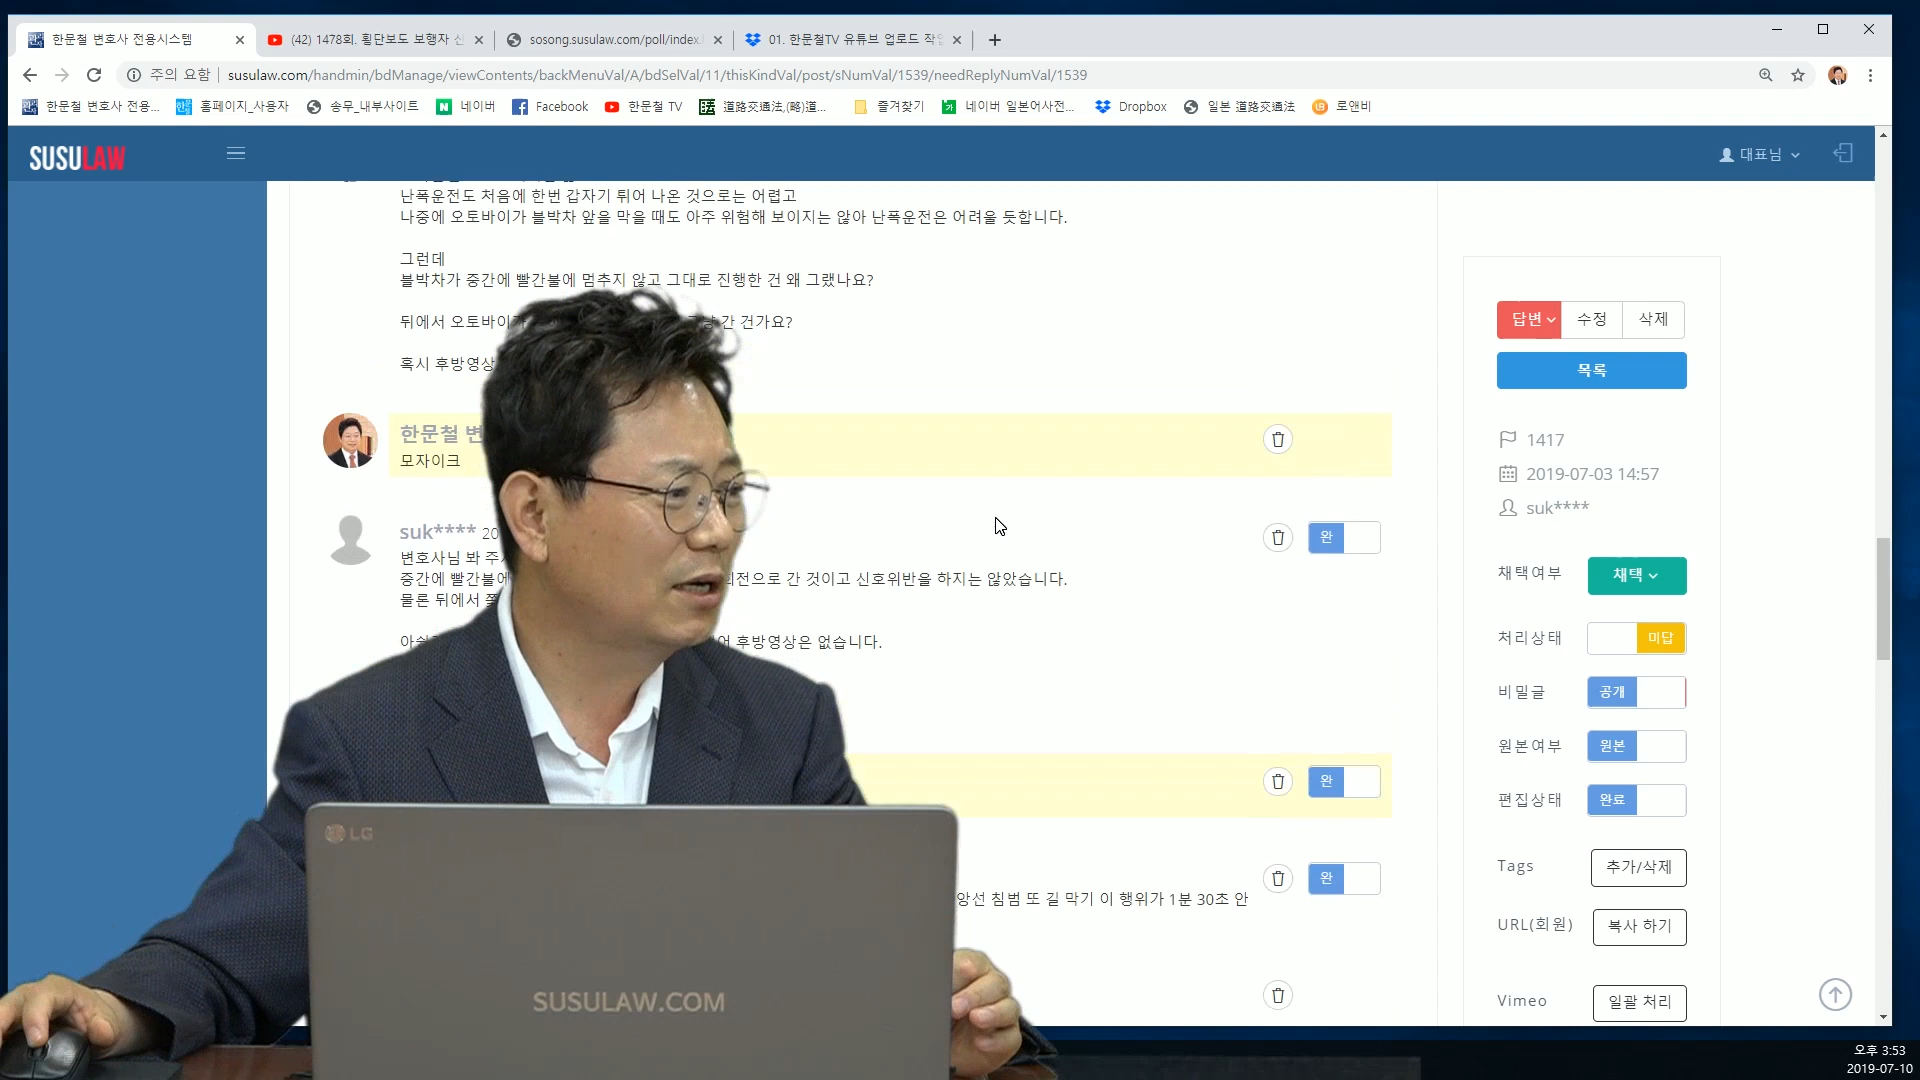 한문철 변호사 전용시스템
(42) 1478회. 횡단보도 보행자 신
sosong.susulaw.com/poll/index.
01. 한문철TV 유튜브 업로드 작
주의 요함
susulaw.com/handmin/bdManage/viewContents/backMenuVal/A/bdSelVal/11/thisKindVal/post/sNumVal/1539/needReplyNumVal/1539
한문철 변호사 전용...
홈페이지_사용자
송무_내부사이트
네이버
Facebook
한문철 TV
道路交通法,(略)道...
즐겨찾기
네이버 일본어사전...
Dropbox
일본 道路交通法
로앤비
SUSULAW
대표님
난폭운전도 처음에 한번 갑자기 튀어 나온 것으로는 어렵고
나중에 오토바이가 블박차 앞을 막을 때도 아주 위험해 보이지는 않아 난폭운전은 어려울 듯합니다.
그런데
블박차가 중간에 빨간불에 멈추지 않고 그대로 진행한 건 왜 그랬나요?
뒤에서 오토바이가 간 건가요?
혹시 후방영상
한문철 변
모자이크
suk**** 20
변호사님 봐 주
중간에 빨간불에 회전으로 간 것이고 신호위반을 하지는 않았습니다.
물론 뒤에서
후방영상은 없습니다.
완
완
완
앙선 침범 또 길 막기 이 행위가 1분 30초 안
답변
수정
삭제
목록
1417
2019-07-03 14:57
suk****
채택여부
채택
처리상태
미답
비밀글
공개
원본여부
원본
편집상태
완료
Tags
추가/삭제
URL(회원)
복사 하기
Vimeo
일괄 처리
LG
SUSULAW.COM
오후 3:53
2019-07-10